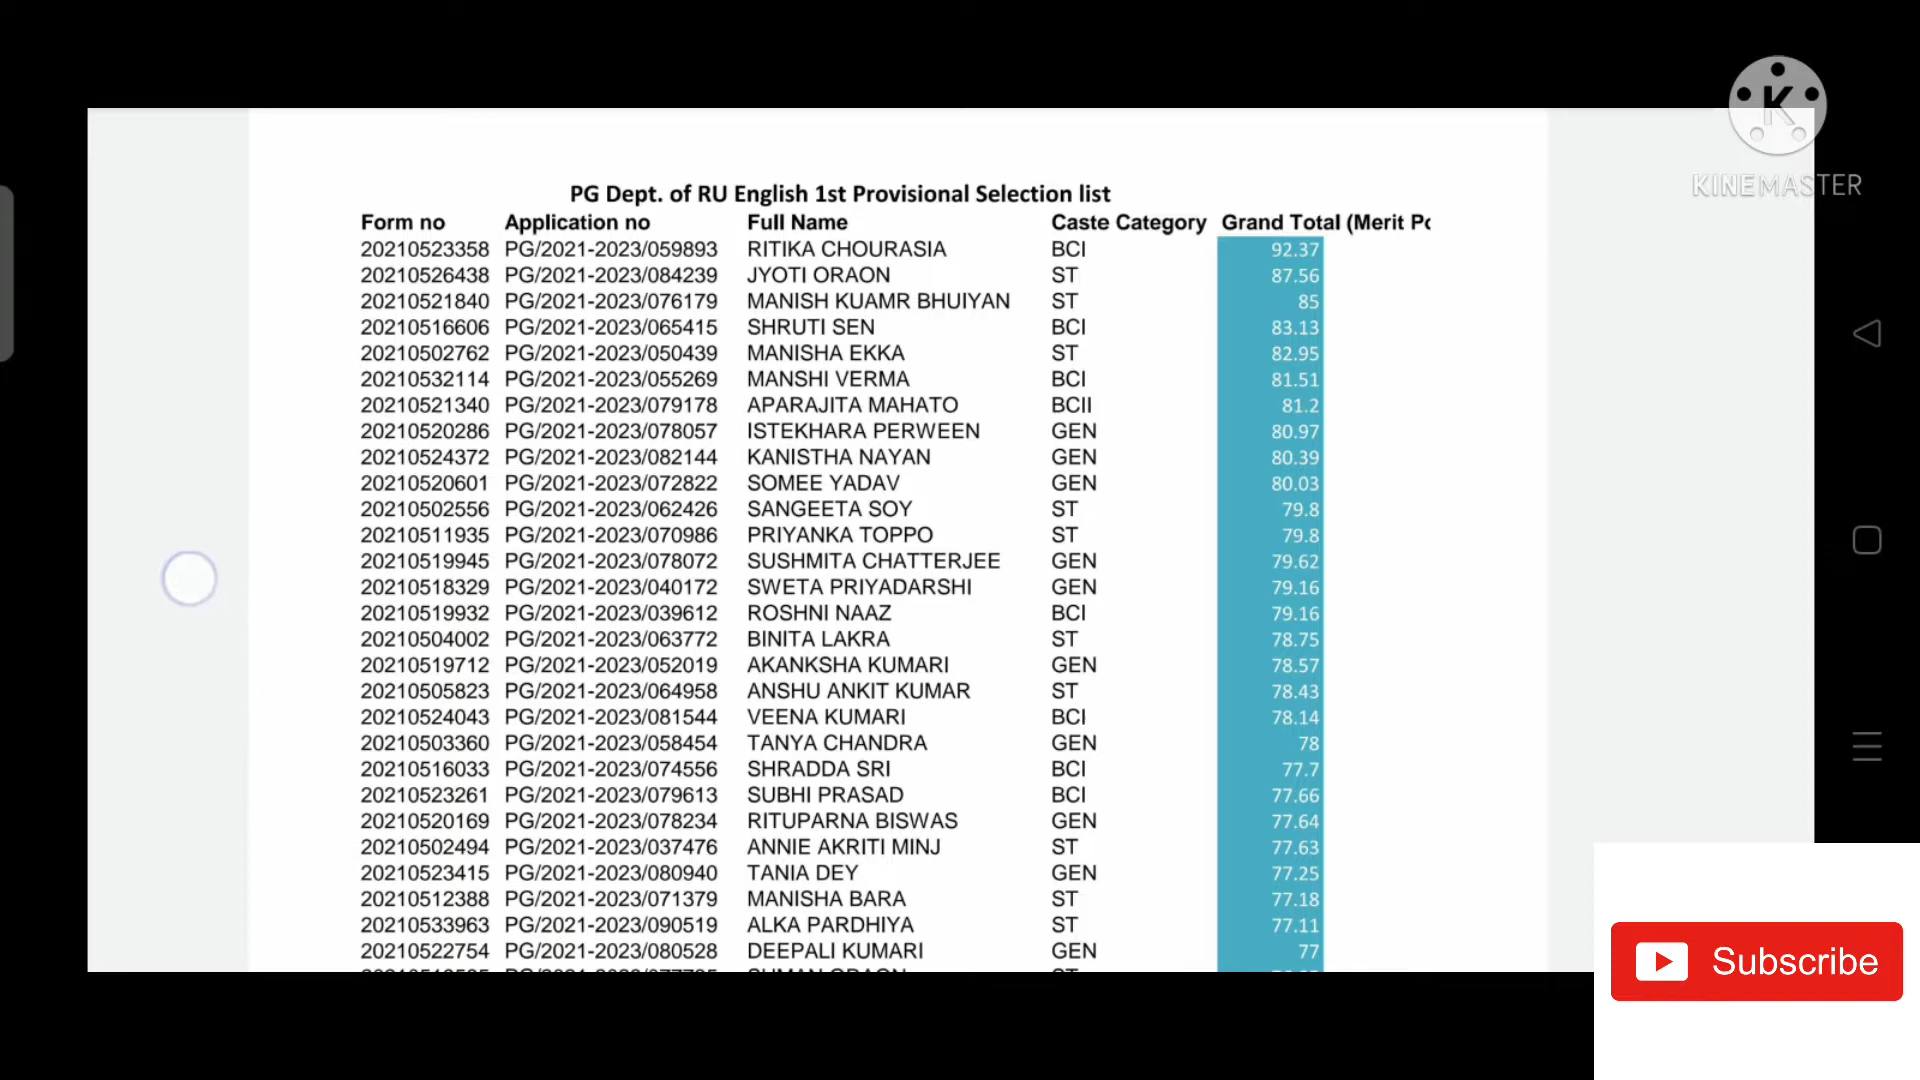 K
KINEMASTER
PG Dept. of RU English 1st Provisional Selection list
Form no Application no Full Name Caste Category Grand Total (Merit Po
20210523358 PG/2021-2023/059893 RITIKA CHOURASIA BCI 92.37
20210526438 PG/2021-2023/084239 JYOTI ORAON ST 87.56
20210521840 PG/2021-2023/076179 MANISH KUAMR BHUIYAN ST 85
20210516606 PG/2021-2023/065415 SHRUTI SEN BCI 83.13
20210502762 PG/2021-2023/050439 MANISHA EKKA ST 82.95
20210532114 PG/2021-2023/055269 MANSHI VERMA BCI 81.51
20210521340 PG/2021-2023/079178 APARAJITA MAHATO BCII 81.2
20210520286 PG/2021-2023/078057 ISTEKHARA PERWEEN GEN 80.97
20210524372 PG/2021-2023/082144 KANISTHA NAYAN GEN 80.39
20210520601 PG/2021-2023/072822 SOMEE YADAV GEN 80.03
20210502556 PG/2021-2023/062426 SANGEETA SOY ST 79.8
20210511935 PG/2021-2023/070986 PRIYANKA TOPPO ST 79.8
20210519945 PG/2021-2023/078072 SUSHMITA CHATTERJEE GEN 79.62
20210518329 PG/2021-2023/040172 SWETA PRIYADARSHI GEN 79.16
20210519932 PG/2021-2023/039612 ROSHNI NAAZ BCI 79.16
20210504002 PG/2021-2023/063772 BINITA LAKRA ST 78.75
20210519712 PG/2021-2023/052019 AKANKSHA KUMARI GEN 78.57
20210505823 PG/2021-2023/064958 ANSHU ANKIT KUMAR ST 78.43
20210524043 PG/2021-2023/081544 VEENA KUMARI BCI 78.14
20210503360 PG/2021-2023/058454 TANYA CHANDRA GEN 78
20210516033 PG/2021-2023/074556 SHRADDA SRI BCI 77.7
20210523261 PG/2021-2023/079613 SUBHI PRASAD BCI 77.66
20210520169 PG/2021-2023/078234 RITUPARNA BISWAS GEN 77.64
20210502494 PG/2021-2023/037476 ANNIE AKRITI MINJ ST 77.63
20210523415 PG/2021-2023/080940 TANIA DEY GEN 77.25
20210512388 PG/2021-2023/071379 MANISHA BARA ST 77.18
20210533963 PG/2021-2023/090519 ALKA PARDHIYA ST 77.11
20210522754 PG/2021-2023/080528 DEEPALI KUMARI GEN 77
Subscribe